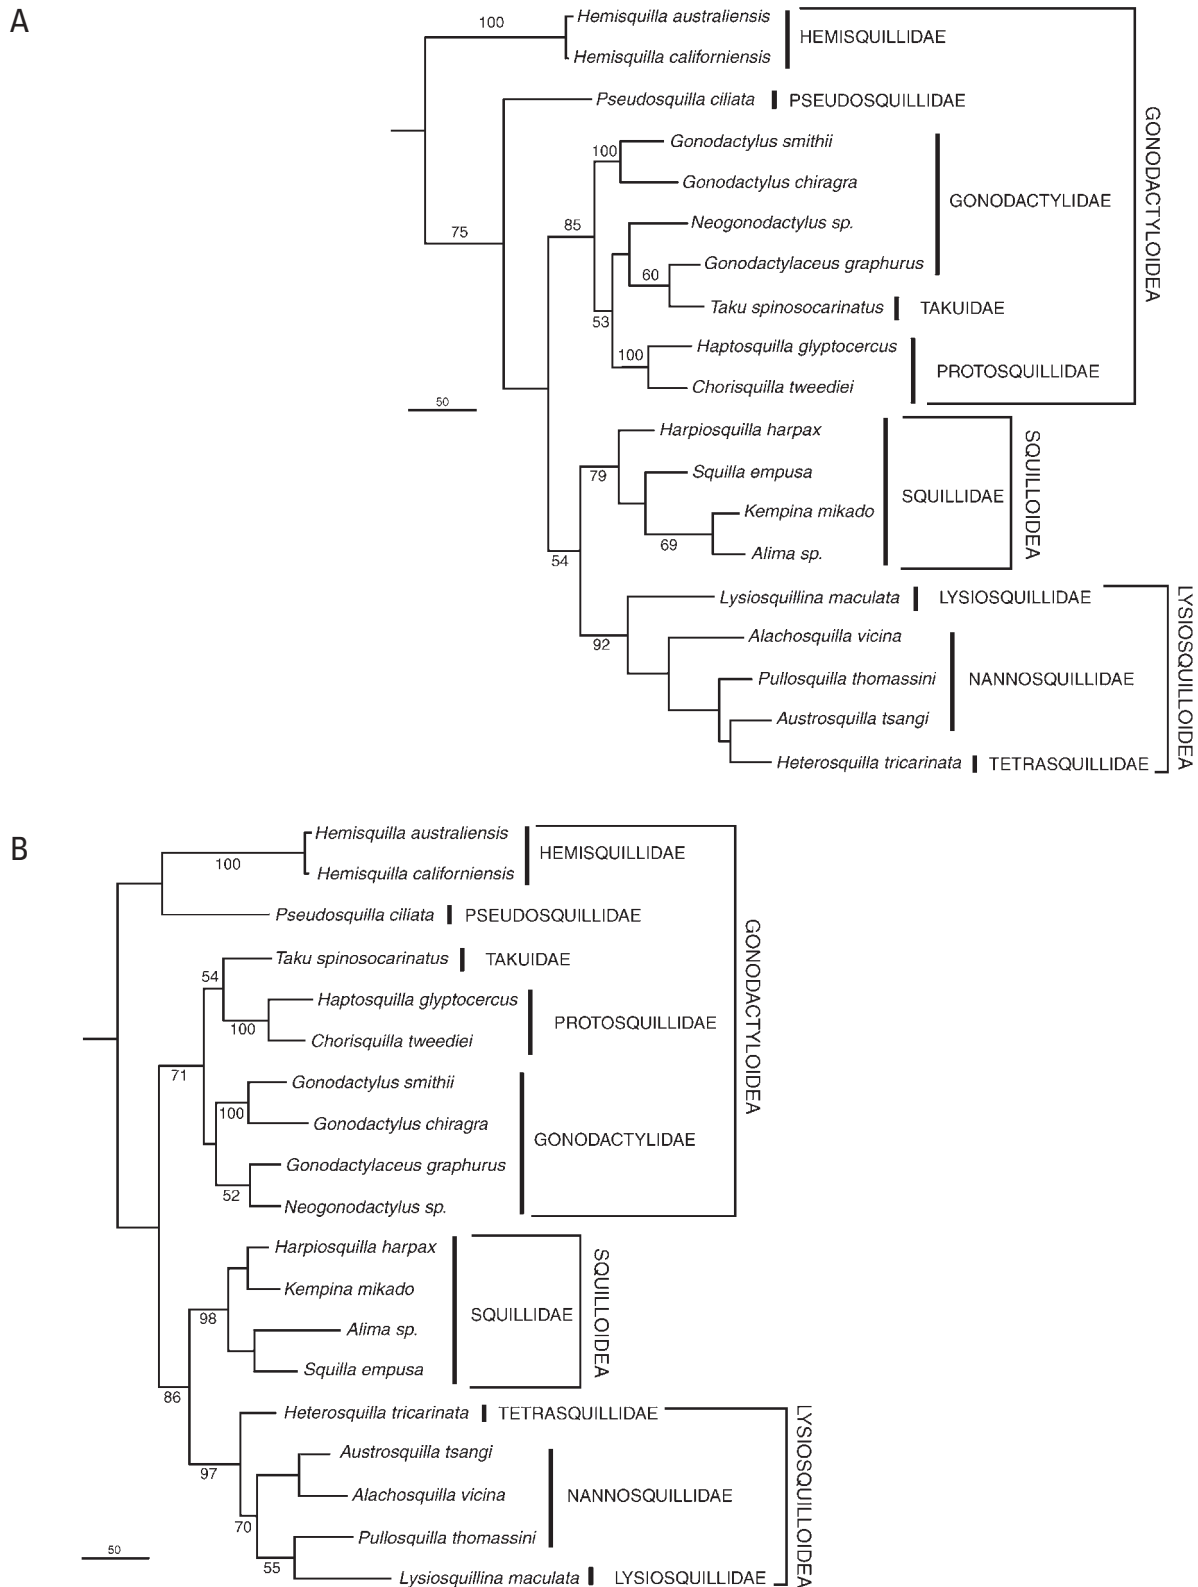 A
100
Hemisquilla australiensis
Hemisquilla californiensis
HEMISQUILLIDAE
Pseudosquilla ciliata
PSEUDOSQUILLIDAE
75
85
100
Gonodactylus smithii
Gonodactylus chiragra
Neogonodactylus sp.
Gonodactylaceus graphurus
GONODACTYLIDAE
60
Taku spinosocarinatus
TAKUIDAE
53
100
Haptosquilla glyptocercus
Chorisquilla tweediei
PROTOSQUILLIDAE
GONODACTYLOIDEA
50
79
Harpiosquilla harpax
Squilla empusa
69
Kempina mikado
Alima sp.
SQUILLIDAE
SQUILLOIDEA
54
92
Lysiosquillina maculata
LYSIOSQUILLIDAE
Alachosquilla vicina
Pullosquilla thomassini
Austrosquilla tsangi
NANNOSQUILLIDAE
Heterosquilla tricarinata
TETRASQUILLIDAE
LYSIOSQUILLOIDEA
B
100
Hemisquilla australiensis
Hemisquilla californiensis
HEMISQUILLIDAE
Pseudosquilla ciliata
PSEUDOSQUILLIDAE
71
54
Taku spinosocarinatus
TAKUIDAE
100
Haptosquilla glyptocercus
Chorisquilla tweediei
PROTOSQUILLIDAE
100
Gonodactylus smithii
Gonodactylus chiragra
52
Gonodactylaceus graphurus
Neogonodactylus sp.
GONODACTYLIDAE
GONODACTYLOIDEA
86
98
Harpiosquilla harpax
Kempina mikado
Alima sp.
Squilla empusa
SQUILLIDAE
SQUILLOIDEA
97
Heterosquilla tricarinata
TETRASQUILLIDAE
70
Austrosquilla tsangi
Alachosquilla vicina
55
Pullosquilla thomassini
NANNOSQUILLIDAE
Lysiosquillina maculata
LYSIOSQUILLIDAE
LYSIOSQUILLOIDEA
50